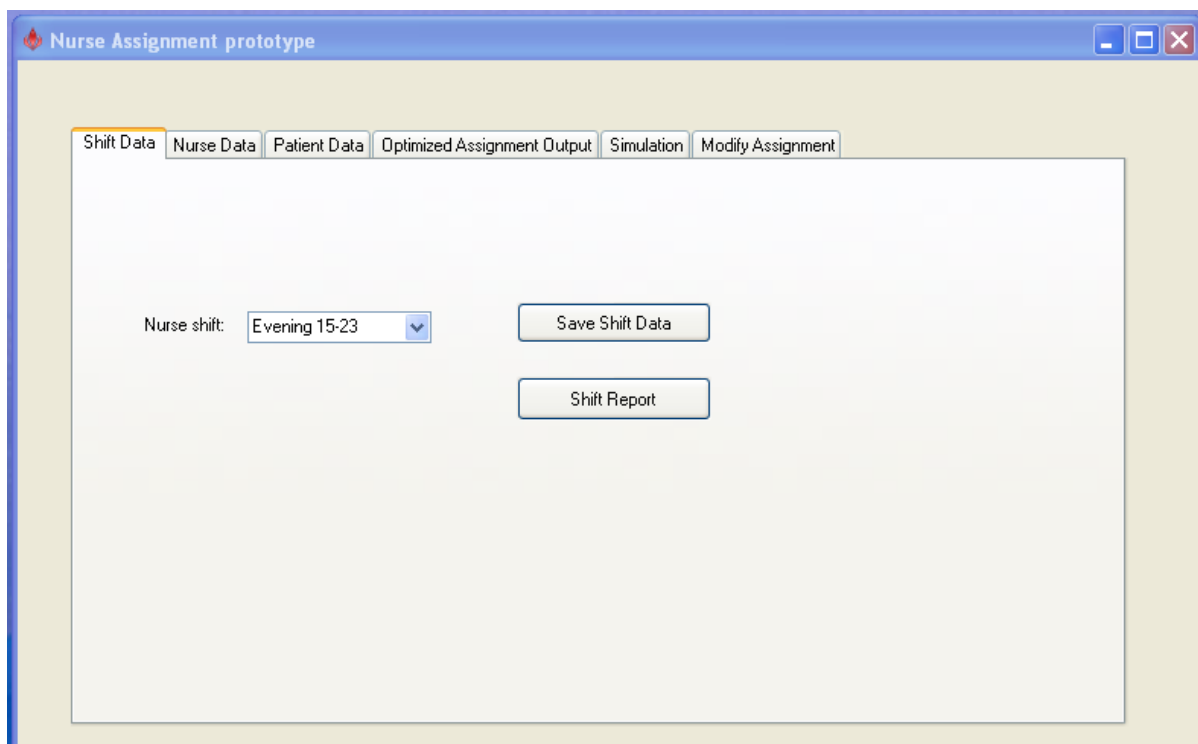 Nurse Assignment prototype
Shift Data Nurse Data Patient Data Optimized Assignment Output Simulation Modify Assignment
Nurse shift: Evening 15-23 Save Shift Data
Shift Report